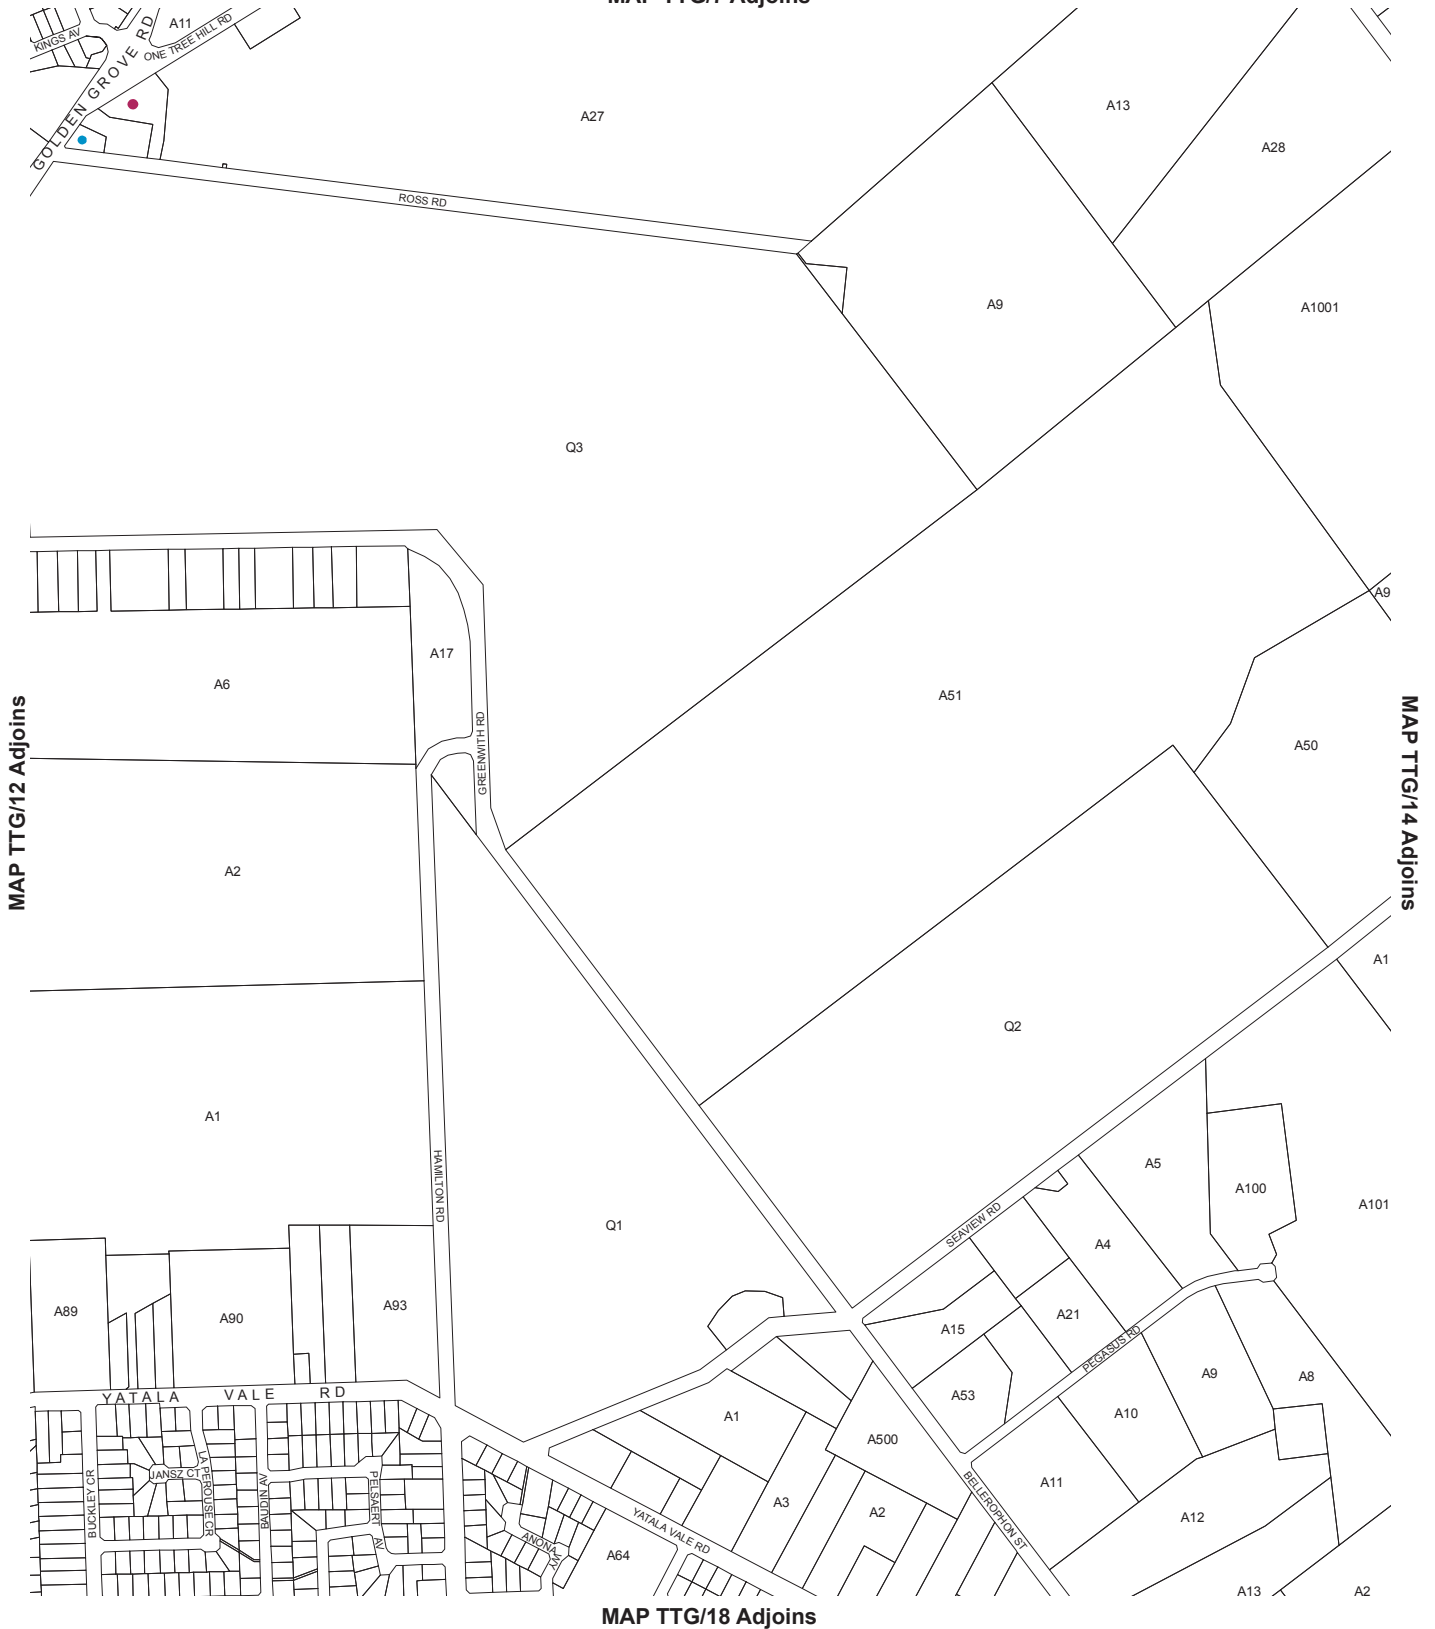 MAP TTG/7 Adjoins
A11
KINGS AV
ONE TREE HILL RD
GOLDEN GROVE RD
A27
A13
A28
ROSS RD
A9
A1001
Q3
A9
A17
A6
A51
A50
GREENWITH RD
MAP TTG/12 Adjoins
MAP TTG/14 Adjoins
A2
A1
Q2
A1
HAMILTON RD
A5
A100
A101
Q1
SEAVIEW RD
A4
A89
A90
A93
A21
A15
PEGASUS RD
A9
A8
A53
YATALA VALE RD
A1
A10
A500
JANSZ CT
LA PEROUSE CR
BUCKLEY CR
BAUDIN AV
PELSAERT AV
A11
BELLEROPHON ST
A3
A2
A12
YATALA VALE RD
ANONA WY
A64
A13
A2
MAP TTG/18 Adjoins